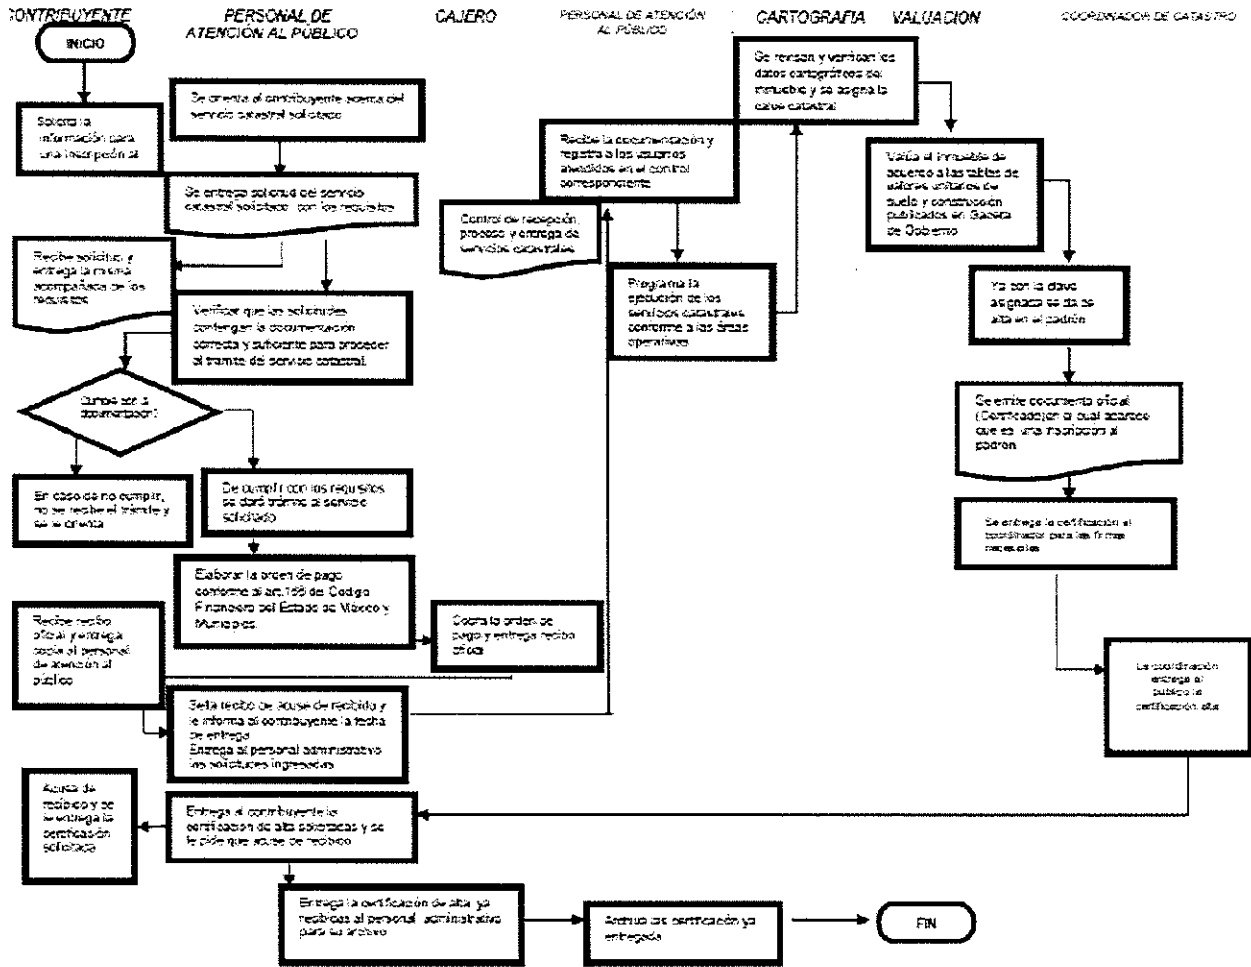 CONTRIBUYENTE
PERSONAL DE
ATENCIÓN AL PÚBLICO
CAJERO
PERSONAL DE ATENCIÓN
AL PÚBLICO
CARTOGRAFIA
VALUACION
COORDINADOR DE CATASTRO
INICIO
Solicita la
información para
una inscripción al
Se orienta al contribuyente acerca del
servicio catastral solicitado
Se entrega solicitud del servicio
catastral solicitado con los requisitos
Recibe solicitud y
entrega la misma
acompañada de los
requisitos
Verificar que las solicitudes
contengan la documentación
correcta y suficiente para proceder
al trámite del servicio catastral.
Cumple con la
documentación?
En caso de no cumplir,
no se recibe el trámite y
se le orienta
De cumplir con los requisitos
se dará trámite al servicio
solicitado
Elaborar la orden de pago
conforme al art.166 del Código
Financiero del Estado de México y
Municipios.
Cobra la orden de
pago y entrega recibo
oficial
Recibe recibo
oficial y entrega
copia al personal
de atención al
público
Sella recibo de acuse de recibido y
le informa al contribuyente la fecha
de entrega
Entrega al personal administrativo
las solicitudes ingresadas
Control de recepción,
proceso y entrega de
servicios catastrales
Recibe la documentación y
registra a los usuarios
atendidos en el control
correspondiente
Programa la
ejecución de los
servicios catastrales
conforme a las áreas
operativas
Se revisan y verifican los
datos cartográficos del
inmueble y se asigna la
clave catastral
Valúa el inmueble de
acuerdo a las tablas de
valores unitarios de
suelo y construcción
publicados en Gaceta
de Gobierno
Ya con la clave
asignada se da de
alta en el padrón
Se emite documento oficial
(Certificado)en el cual acredite
que es una inscripción al
padrón
Se entrega la certificación al
coordinador para las firmas
necesarias
La coordinación
entrega al
público la
certificación alta
Entrega al contribuyente la
certificación de alta solicitadas y se
le pide que acuse de recibido
Acusa de
recibido y se
le entrega la
certificación
solicitada
Entrega la certificación de alta ya
recibidas al personal administrativo
para su archivo
Archiva las certificación ya
entregada
FIN